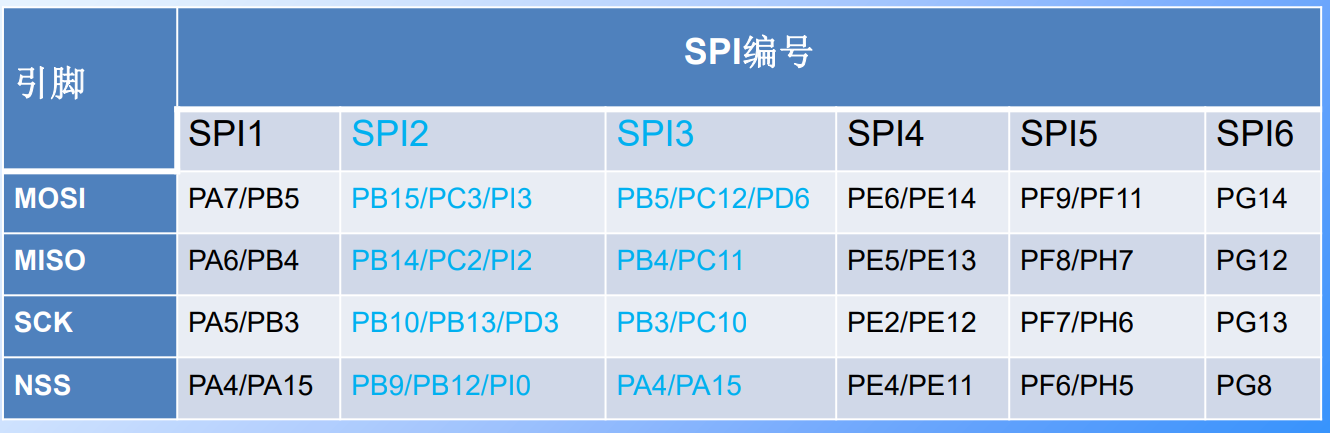 引脚 SPI编号
SPI1 SPI2 SPI3 SPI4 SPI5 SPI6
MOSI PA7/PB5 PB15/PC3/PI3 PB5/PC12/PD6 PE6/PE14 PF9/PF11 PG14
MISO PA6/PB4 PB14/PC2/PI2 PB4/PC11 PE5/PE13 PF8/PH7 PG12
SCK PA5/PB3 PB10/PB13/PD3 PB3/PC10 PE2/PE12 PF7/PH6 PG13
NSS PA4/PA15 PB9/PB12/PI0 PA4/PA15 PE4/PE11 PF6/PH5 PG8